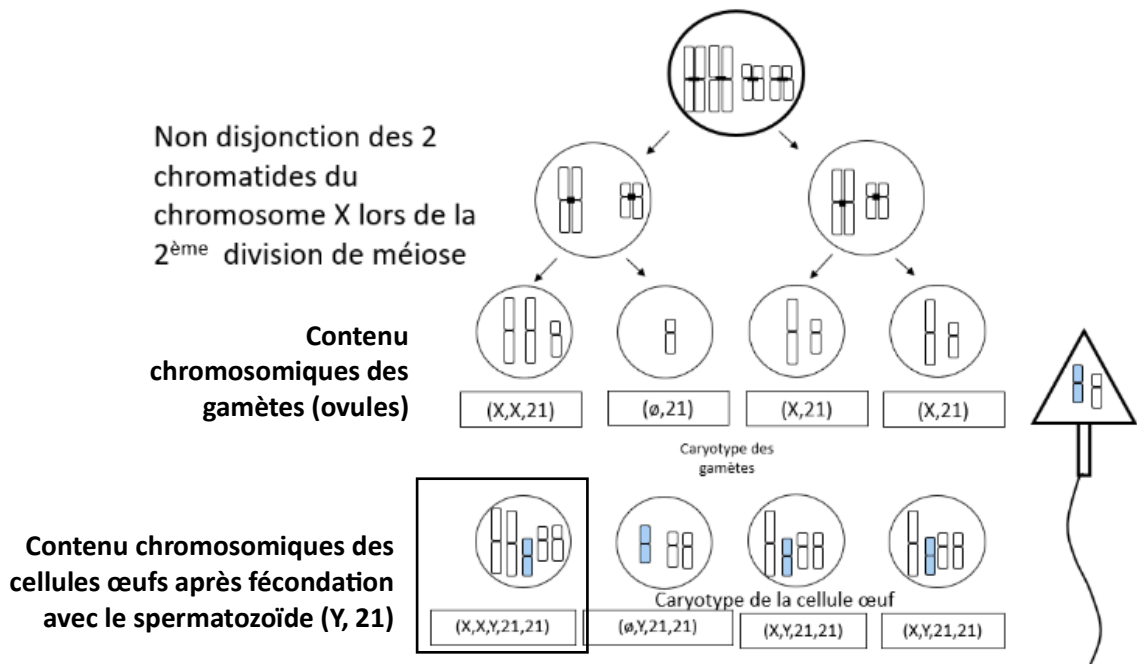 Non disjonction des 2
chromatides du
chromosome X lors de la
2ème division de méiose
Contenu
chromosomiques des
gamètes (ovules)
(X,X,21)
(ø,21)
(X,21)
(X,21)
Caryotype des
gamètes
Contenu chromosomiques des
cellules œufs après fécondation
avec le spermatozoïde (Y, 21)
Caryotype de la cellule œuf
(X,X,Y,21,21)
(ø,Y,21,21)
(X,Y,21,21)
(X,Y,21,21)